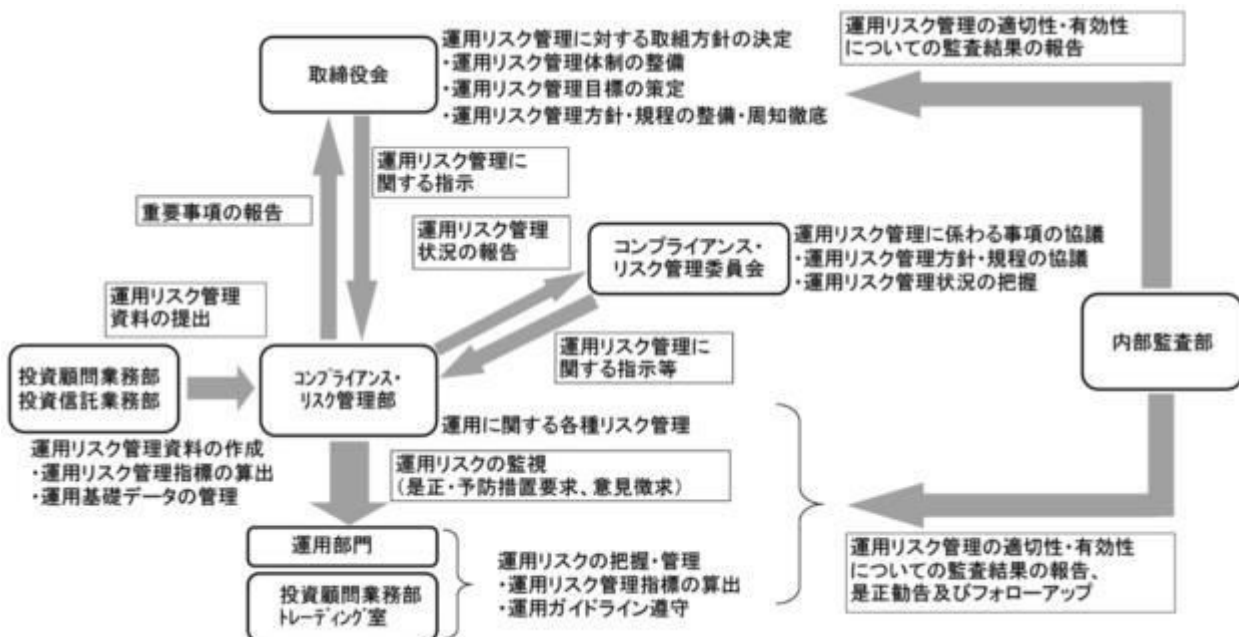 取締役会
運用リスク管理に対する取組方針の決定
・運用リスク管理体制の整備
・運用リスク管理目標の策定
・運用リスク管理方針・規程の整備・周知徹底
運用リスク管理の適切性・有効性
についての監査結果の報告
運用リスク管理に
関する指示
重要事項の報告
運用リスク管理
状況の報告
コンプライアンス・
リスク管理委員会
運用リスク管理に係わる事項の協議
・運用リスク管理方針・規程の協議
・運用リスク管理状況の把握
運用リスク管理
資料の提出
運用リスク管理に
関する指示等
内部監査部
投資顧問業務部
投資信託業務部
コンプライアンス・
リスク管理部
運用に関する各種リスク管理
運用リスク管理資料の作成
・運用リスク管理指標の算出
・運用基礎データの管理
運用リスクの監視
(是正・予防措置要求、意見徴求)
運用部門
投資顧問業務部
トレーディング室
運用リスクの把握・管理
・運用リスク管理指標の算出
・運用ガイドライン遵守
運用リスク管理の適切性・有効性
についての監査結果の報告、
是正勧告及びフォローアップ